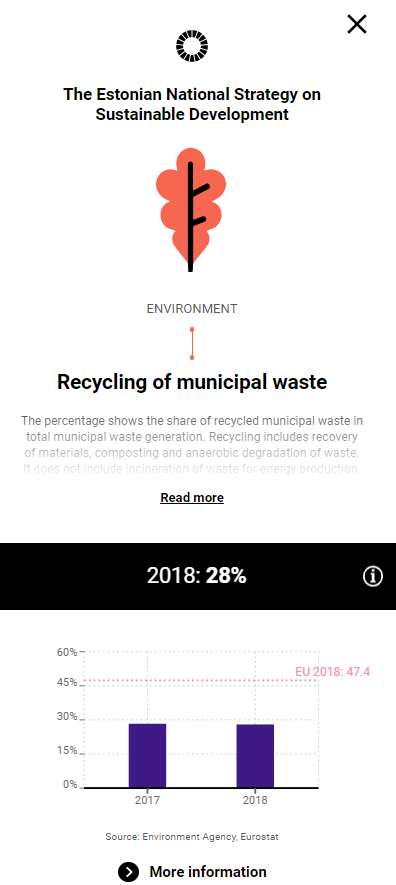 The Estonian National Strategy on
Sustainable Development
ENVIRONMENT
Recycling of municipal waste
The percentage shows the share of recycled municipal waste in
total municipal waste generation. Recycling includes recovery
of materials, composting and anaerobic degradation of waste.
It does not include incineration of waste for energy production.
Read more
2018: 28%
60%
EU 2018: 47.4
45%
30%
15%
0%
2017 2018
Source: Environment Agency, Eurostat
More information